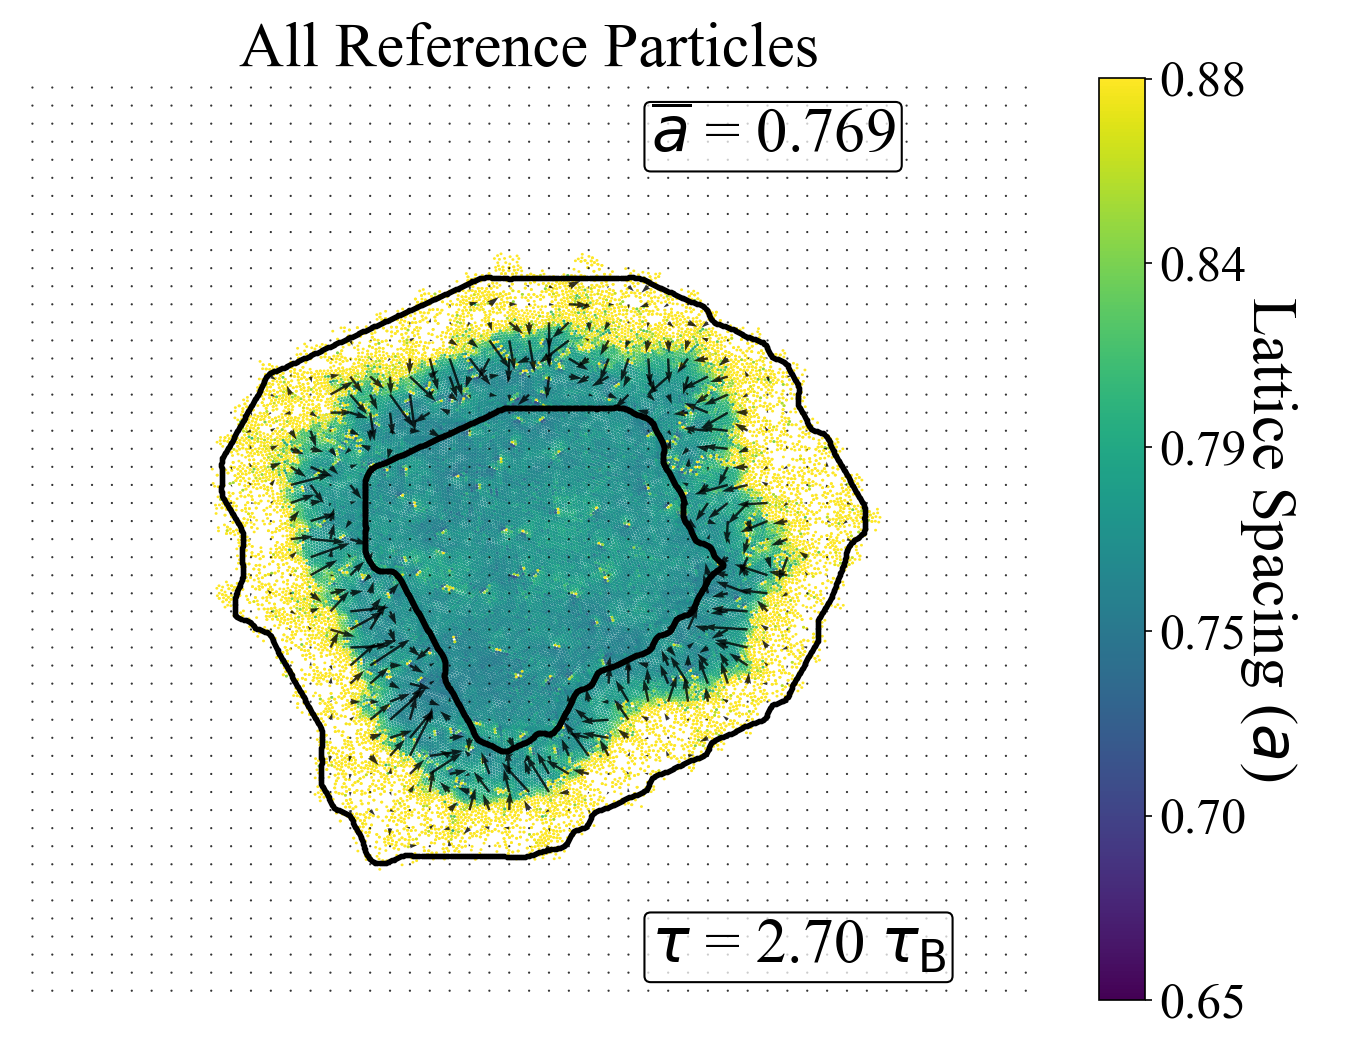 All Reference Particles
a̅ = 0.769
τ = 2.70 τ_B
0.88
0.84
0.79
0.75
0.70
0.65
Lattice Spacing (a)